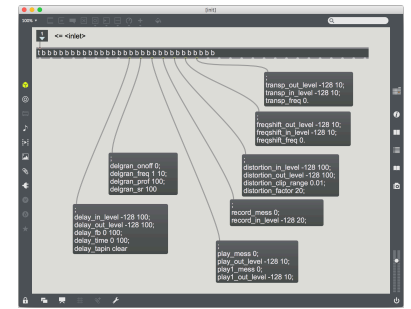 [init]
100%
1
<= <inlet>
t b b b b b b b b b b b b b b b b b b b b b b b b b b b b b
;
transp_out_level -128 10;
transp_in_level -128 10;
transp_freq 0.
;
freqshift_out_level -128 10;
freqshift_in_level -128 10;
freqshift_freq 0.
;
delgran_onoff 0;
delgran_freq 1 10;
delgran_prof 100;
delgran_sr 100
;
distortion_in_level -128 100;
distortion_out_level -128 100;
distortion_clip_range 0.01;
distortion_factor 20;
;
record_mess 0;
record_in_level -128 20;
;
delay_in_level -128 100;
delay_out_level -128 100;
delay_fb 0 100;
delay_time 0 100;
delay_tapin clear
;
play_mess 0;
play_out_level -128 10;
play1_mess 0;
play1_out_level -128 10;